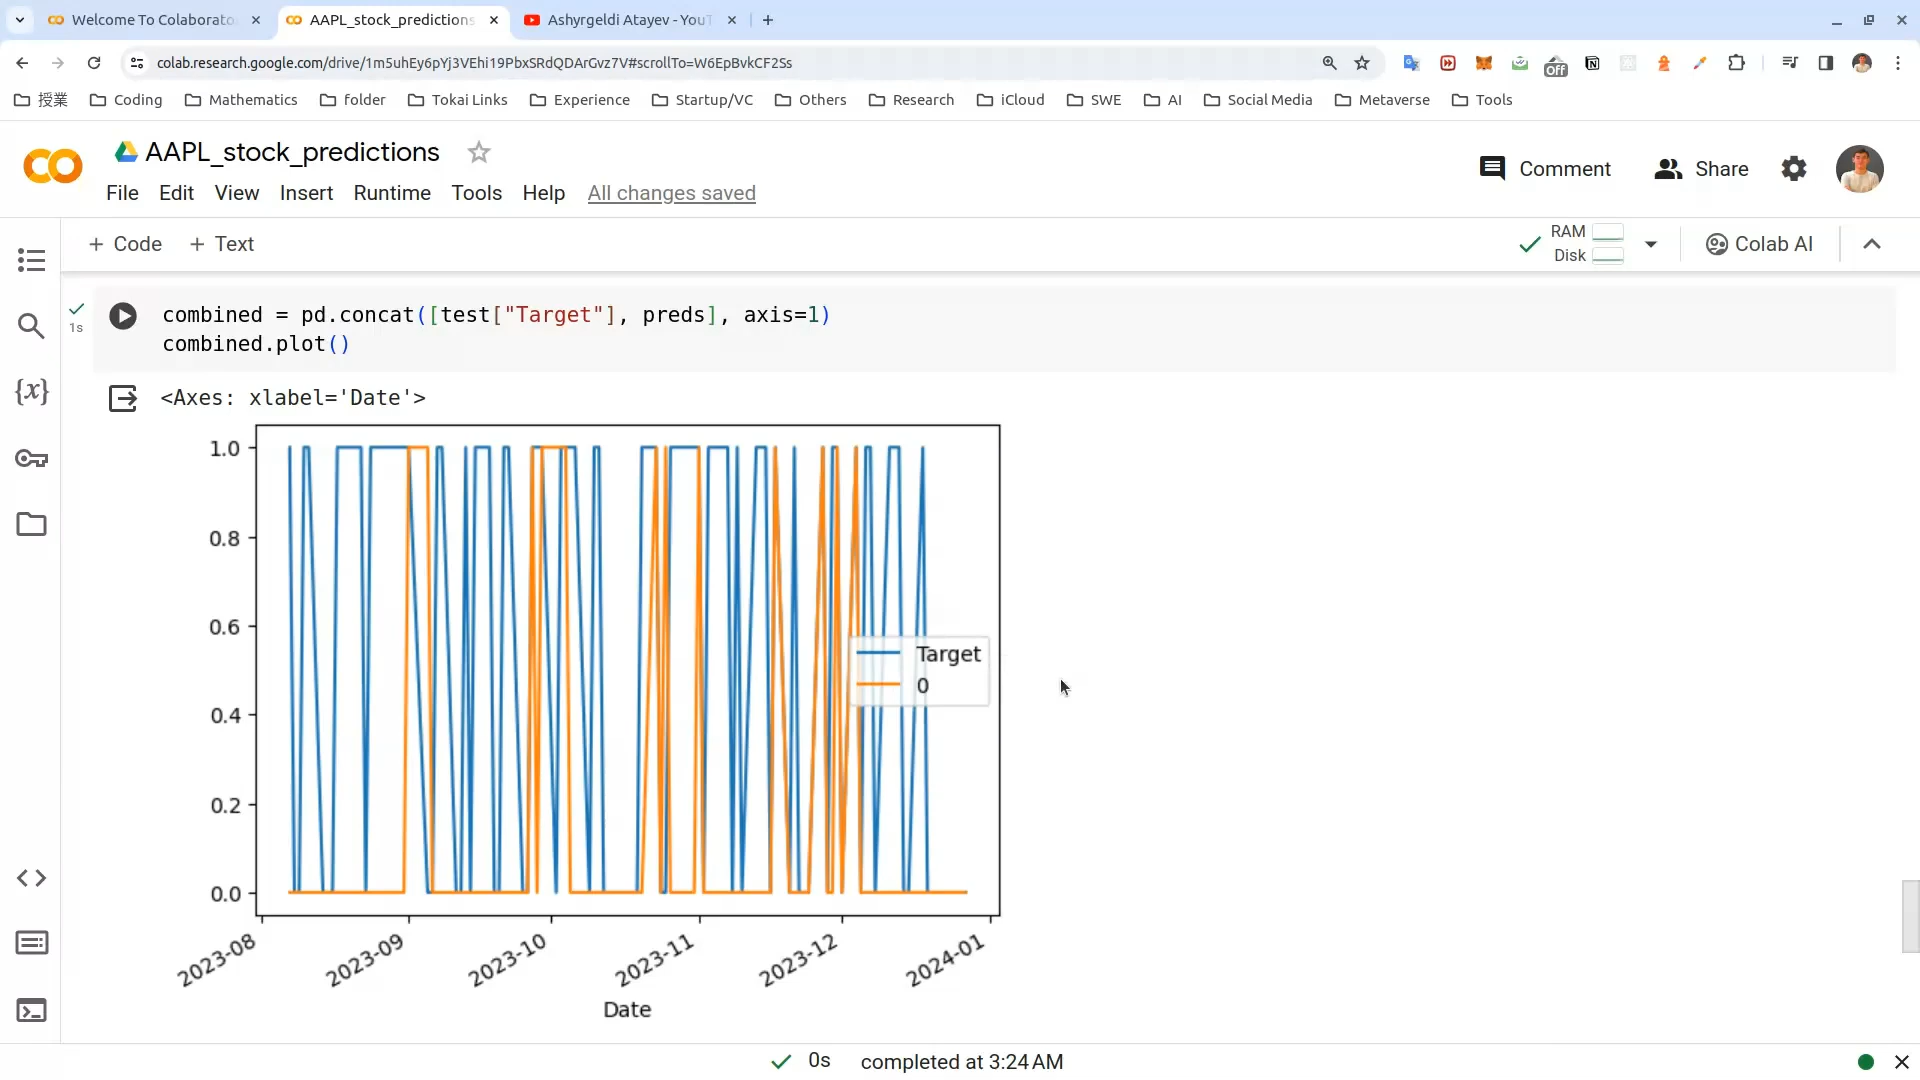 Welcome To Colaborato
AAPL_stock_predictions
Ashyrgeldi Atayev - YouT
colab.research.google.com/drive/1m5uhEy6pYj3VEhi19PbxSRdQDArGvz7V#scrollTo=W6EpBvkCF2Ss
Off
授業
Coding
Mathematics
folder
Tokai Links
Experience
Startup/VC
Others
Research
iCloud
SWE
AI
Social Media
Metaverse
Tools
AAPL_stock_predictions
Comment
Share
File Edit View Insert Runtime Tools Help All changes saved
+ Code + Text
RAM
Disk
Colab AI
1s
combined = pd.concat([test["Target"], preds], axis=1)
combined.plot()
{x}
<Axes: xlabel='Date'>
1.0
0.8
0.6
0.4
0.2
0.0
Target
0
2023-08
2023-09
2023-10
2023-11
2023-12
2024-01
Date
0s completed at 3:24 AM